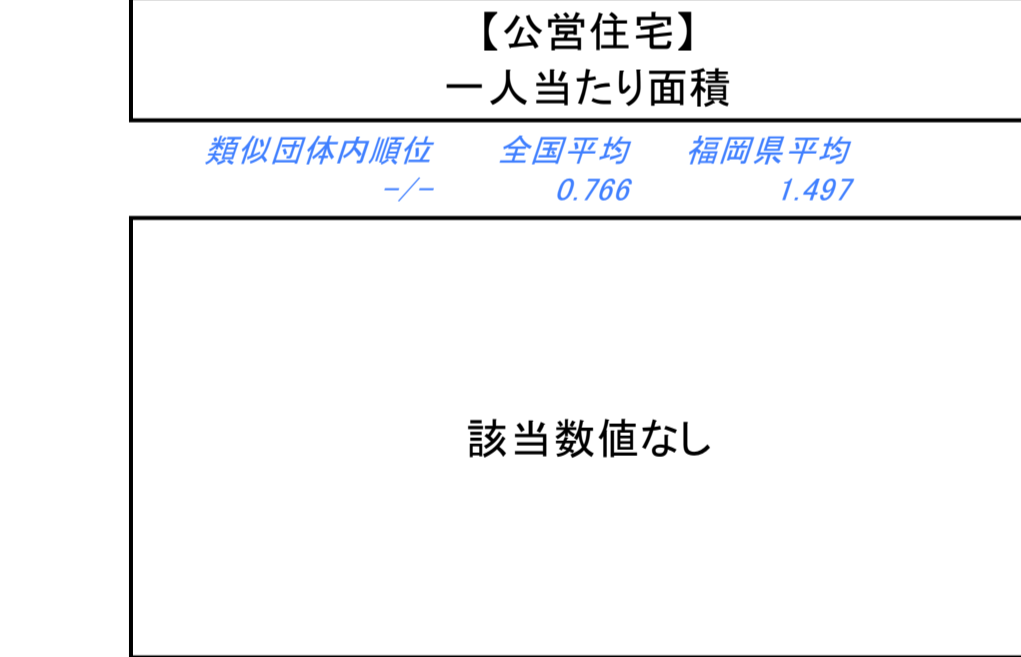 【公営住宅】
一人当たり面積
類似団体内順位 全国平均 福岡県平均
-/- 0.766 1.497
該当数値なし